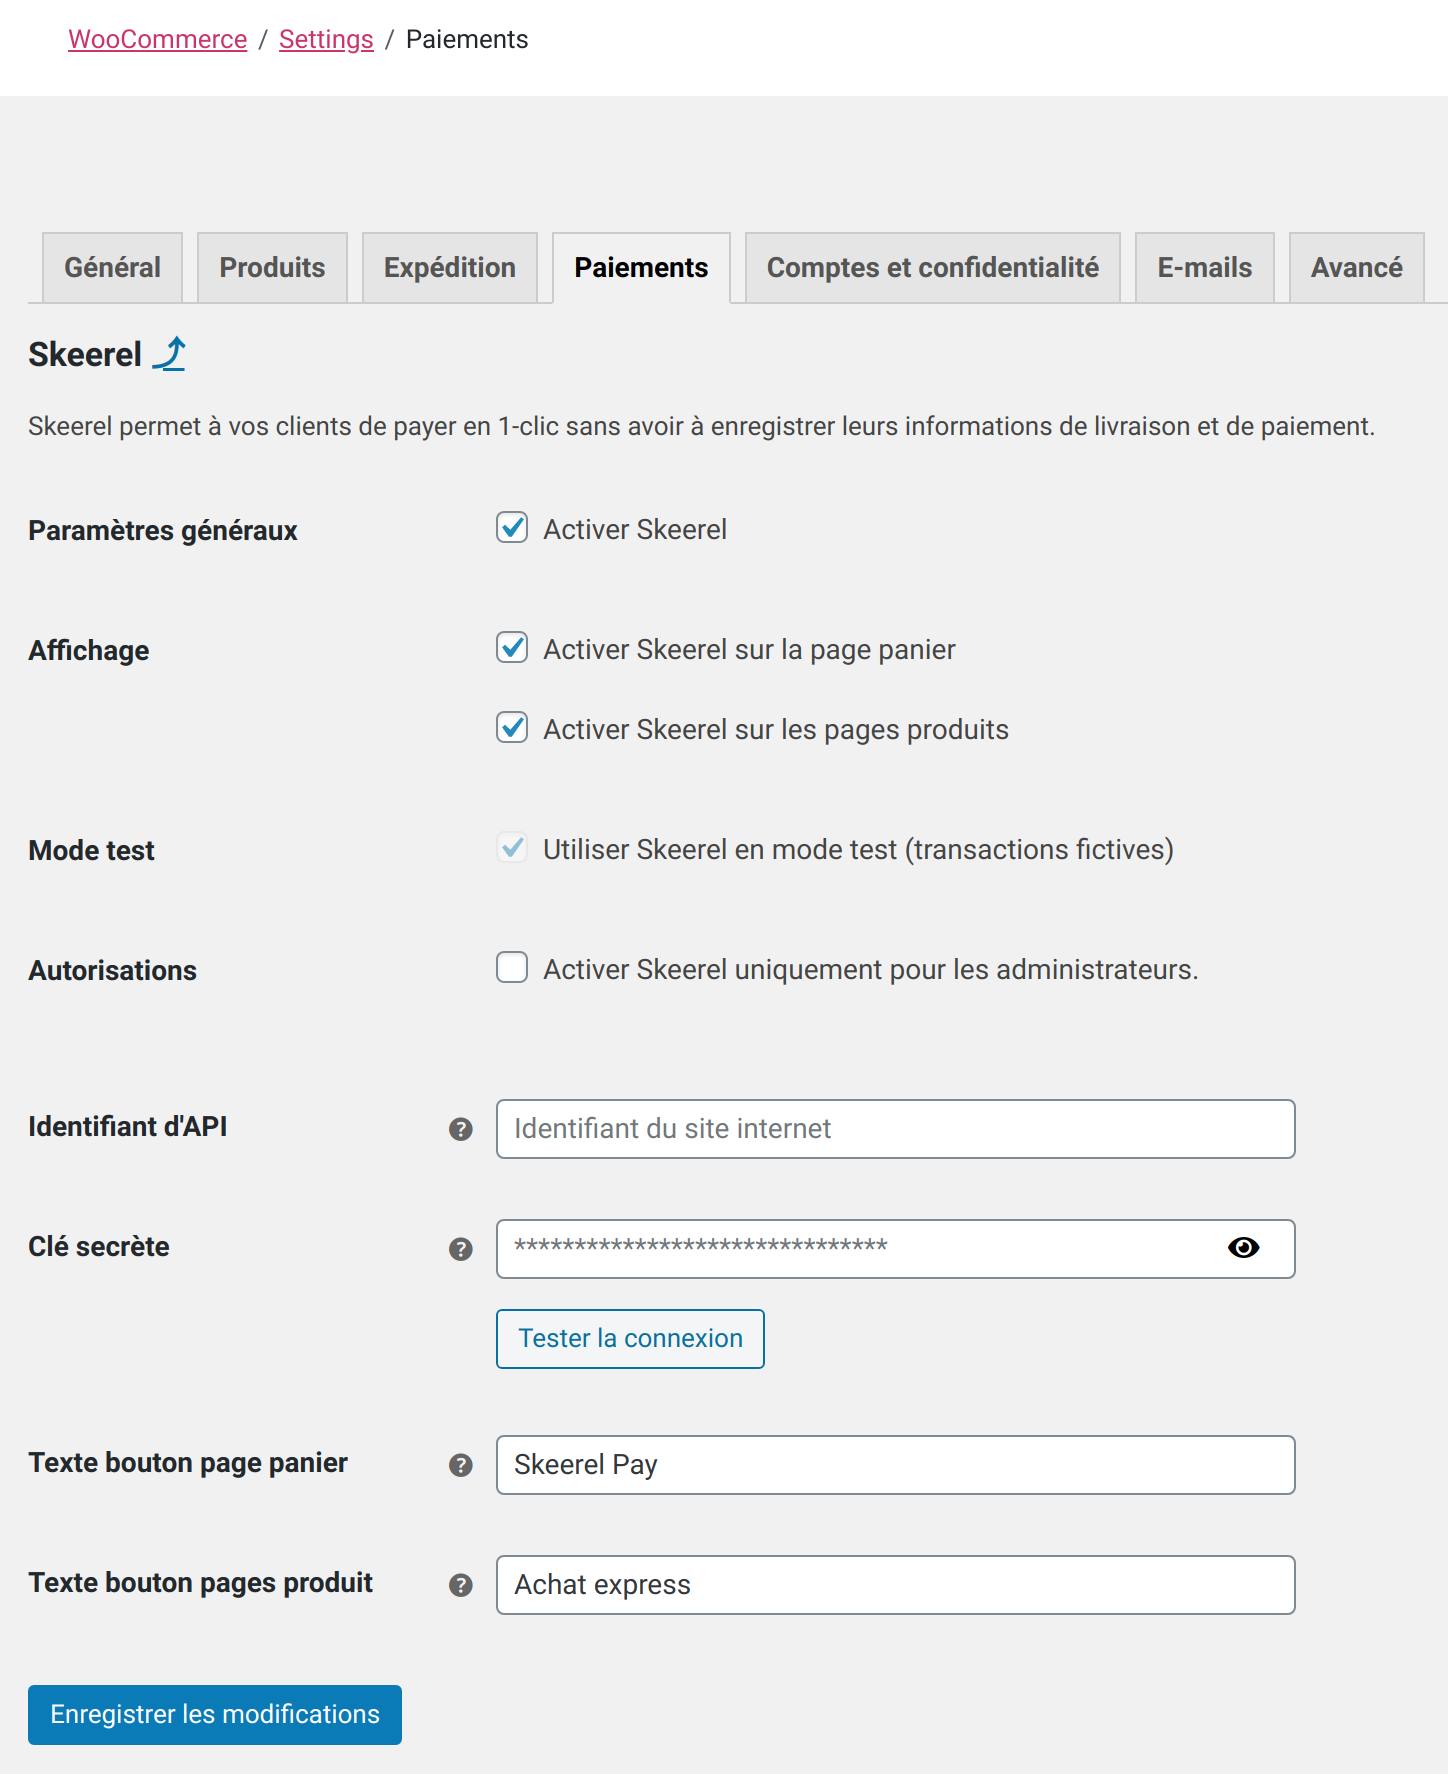 WooCommerce / Settings / Paiements
Général Produits Expédition Paiements Comptes et confidentialité E-mails Avancé
Skeerel
Skeerel permet à vos clients de payer en 1-clic sans avoir à enregistrer leurs informations de livraison et de paiement.
Paramètres généraux Activer Skeerel
Affichage Activer Skeerel sur la page panier
Activer Skeerel sur les pages produits
Mode test Utiliser Skeerel en mode test (transactions fictives)
Autorisations Activer Skeerel uniquement pour les administrateurs.
Identifiant d'API ? Identifiant du site internet
Clé secrète ? *******************************
Tester la connexion
Texte bouton page panier ? Skeerel Pay
Texte bouton pages produit ? Achat express
Enregistrer les modifications